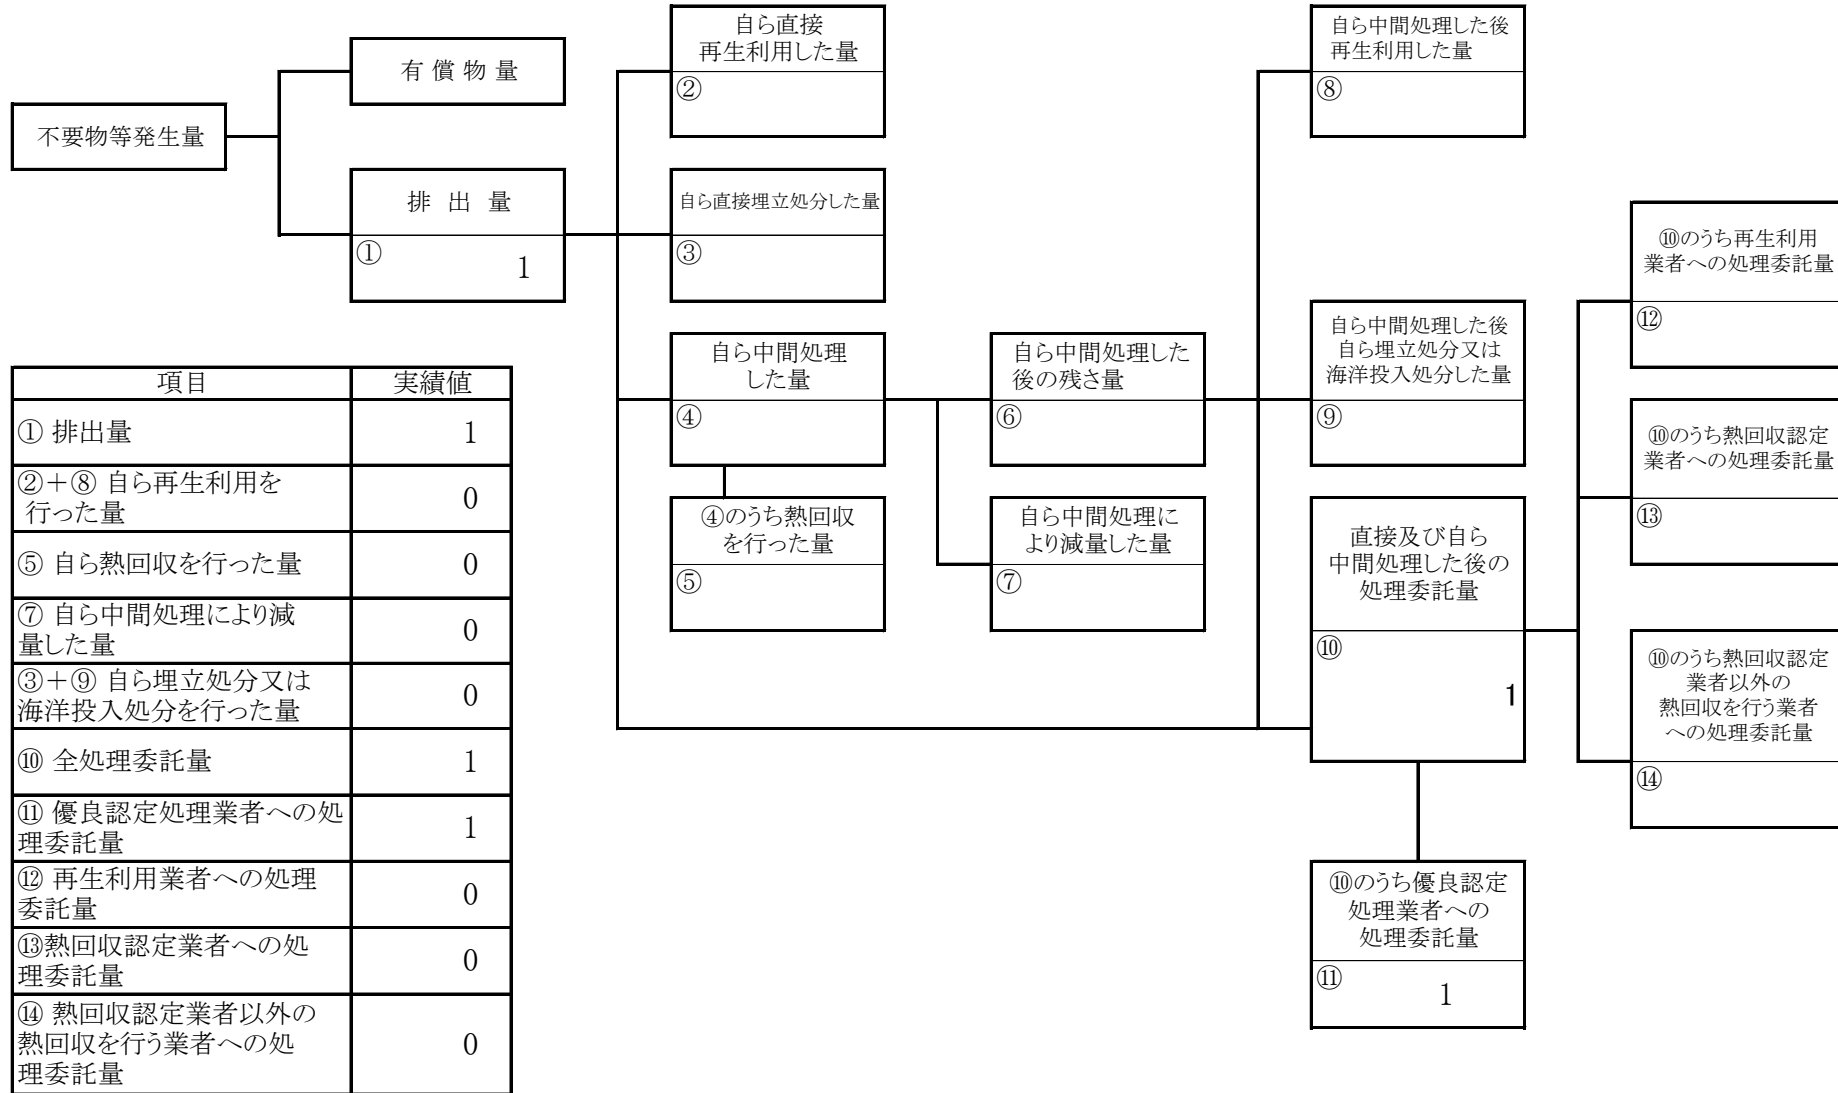 不要物等発生量
有 償 物 量
排 出 量
①
1
自ら直接
再生利用した量
②
自ら直接埋立処分した量
③
自ら中間処理
した量
④
④のうち熱回収
を行った量
⑤
自ら中間処理した
後の残さ量
⑥
自ら中間処理に
より減量した量
⑦
自ら中間処理した後
再生利用した量
⑧
自ら中間処理した後
自ら埋立処分又は
海洋投入処分した量
⑨
直接及び自ら
中間処理した後の
処理委託量
⑩
1
⑩のうち優良認定
処理業者への
処理委託量
⑪
1
⑩のうち再生利用
業者への処理委託量
⑫
⑩のうち熱回収認定
業者への処理委託量
⑬
⑩のうち熱回収認定
業者以外の
熱回収を行う業者
への処理委託量
⑭
項目 実績値
① 排出量 1
②+⑧ 自ら再生利用を
行った量 0
⑤ 自ら熱回収を行った量 0
⑦ 自ら中間処理により減
量した量 0
③+⑨ 自ら埋立処分又は
海洋投入処分を行った量 0
⑩ 全処理委託量 1
⑪ 優良認定処理業者への処
理委託量 1
⑫ 再生利用業者への処理
委託量 0
⑬熱回収認定業者への処
理委託量 0
⑭ 熱回収認定業者以外の
熱回収を行う業者への処
理委託量 0